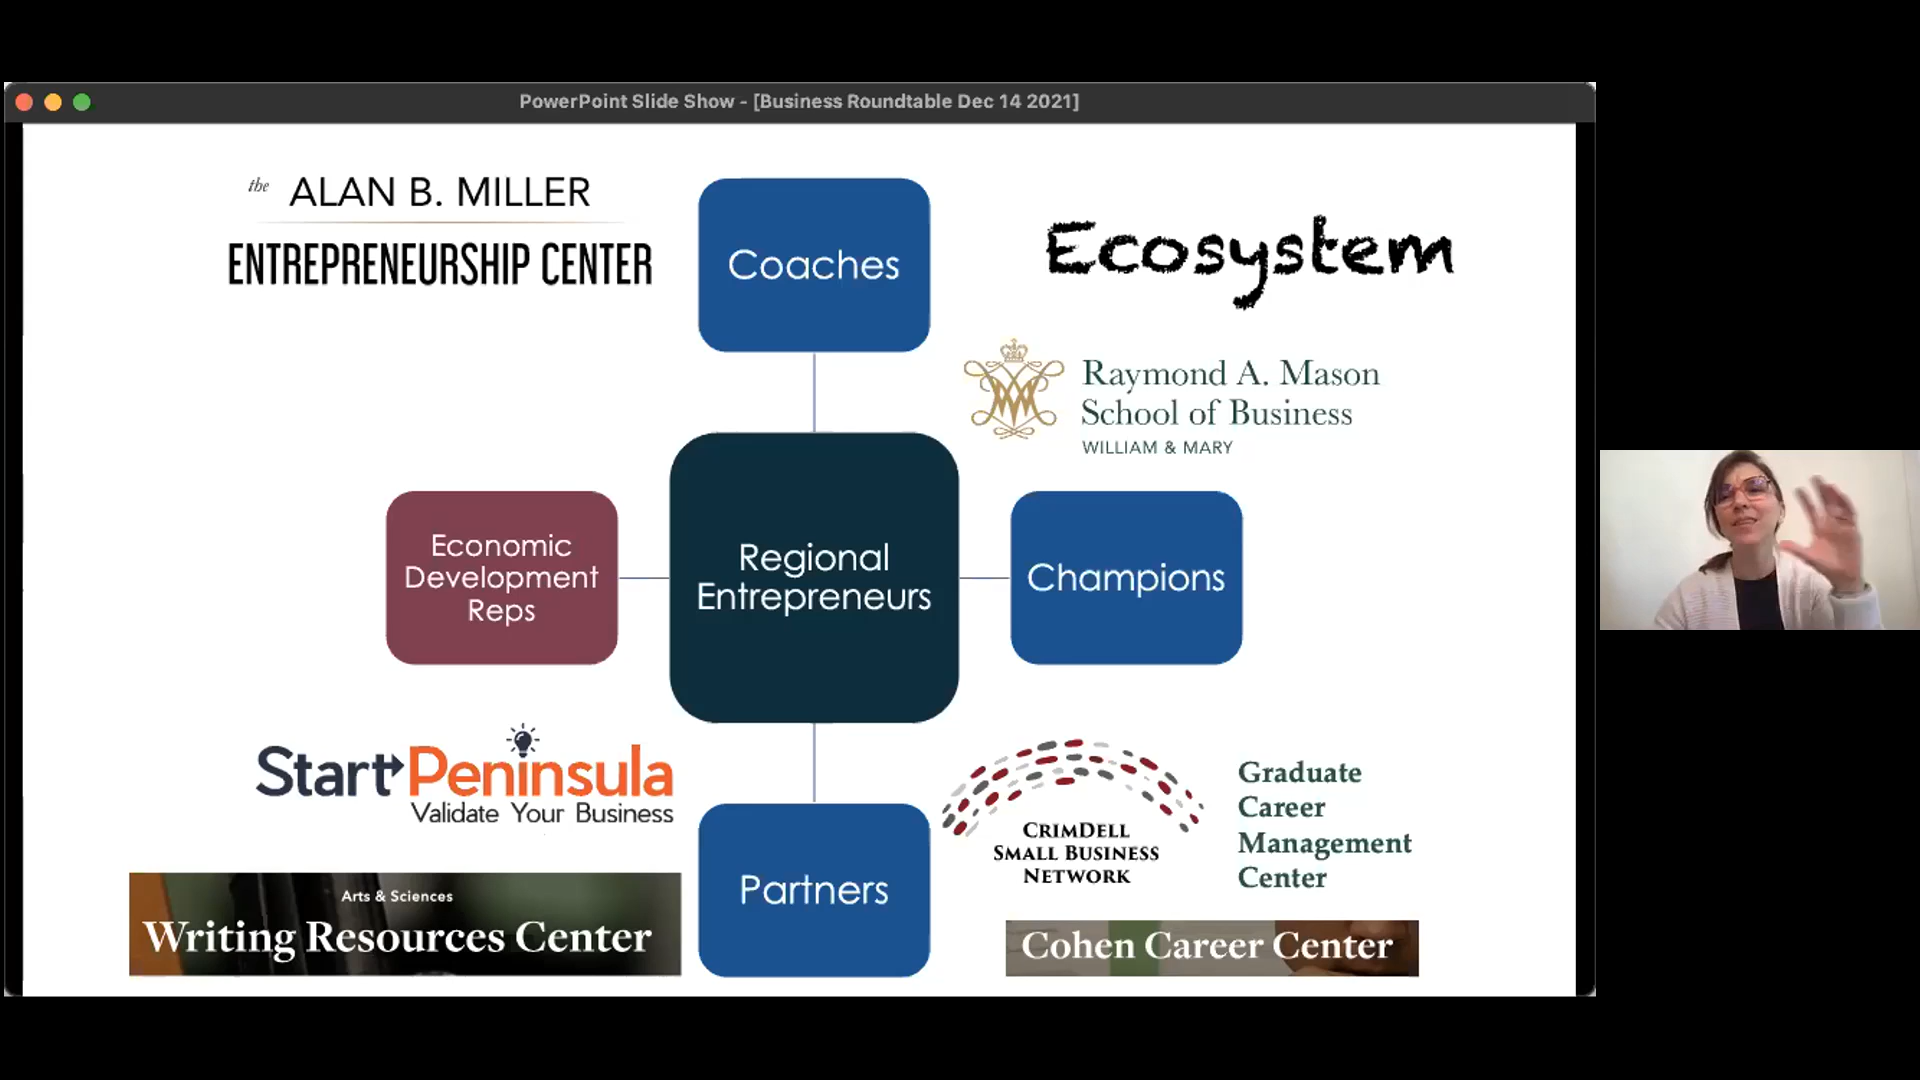 PowerPoint Slide Show - [Business Roundtable Dec 14 2021]
the ALAN B. MILLER
ENTREPRENEURSHIP CENTER
Coaches
Ecosystem
Raymond A. Mason
School of Business
WILLIAM & MARY
Economic
Development
Reps
Regional
Entrepreneurs
Champions
Start Peninsula
Validate Your Business
Arts & Sciences
Writing Resources Center
Partners
CRIMDELL
SMALL BUSINESS
NETWORK
Graduate
Career
Management
Center
Cohen Career Center